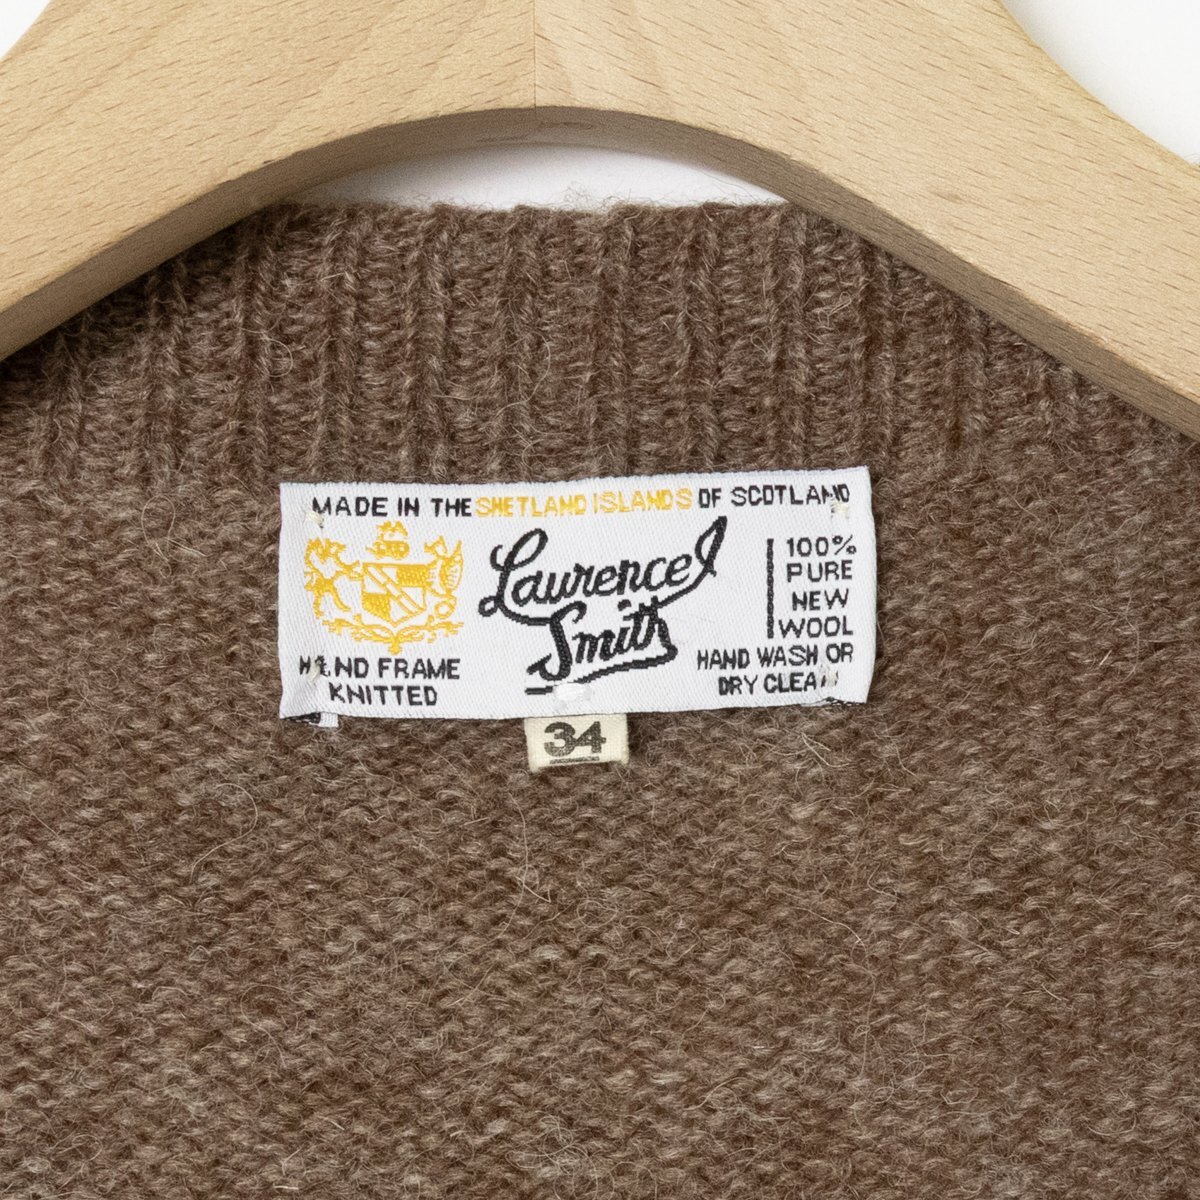 MADE IN THE SHETLAND ISLANDS OF SCOTLAND
Laurence J
Smith
100%
PURE
NEW
WOOL
HAND FRAME
KNITTED
HAND WASH OR
DRY CLEAN
34